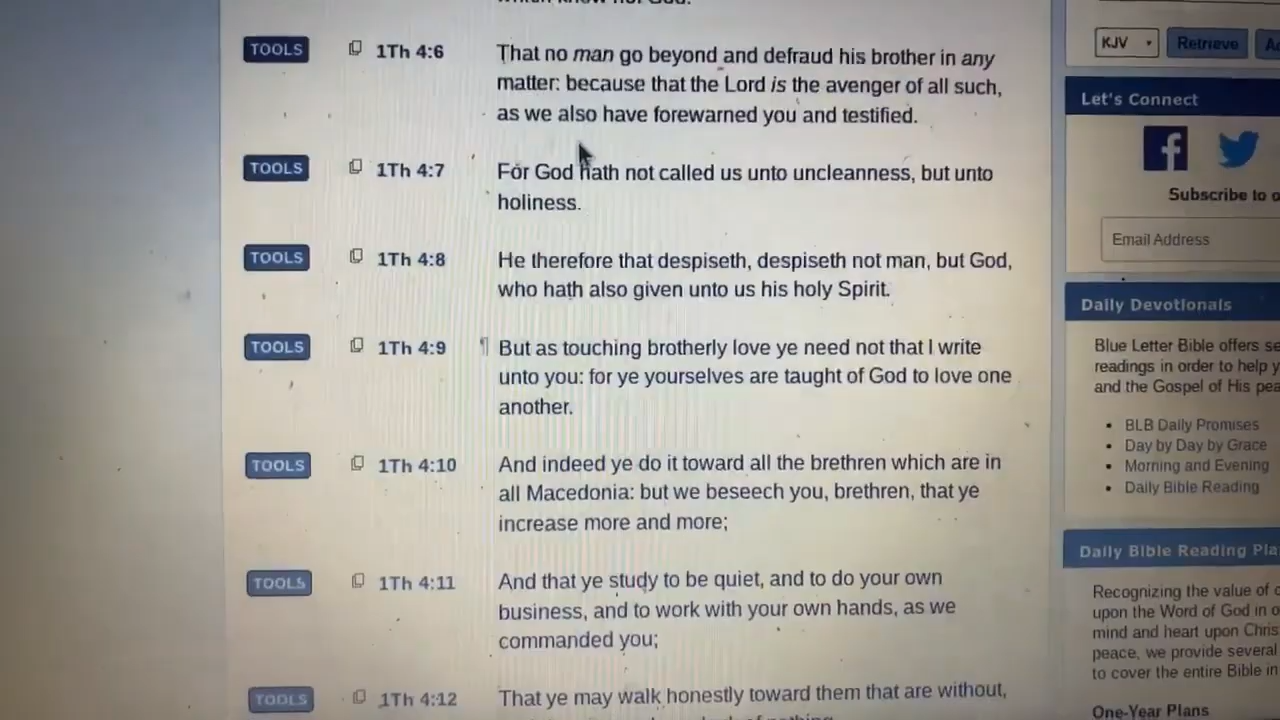 which know not God:
TOOLS 1Th 4:6 That no man go beyond and defraud his brother in any
matter: because that the Lord is the avenger of all such,
as we also have forewarned you and testified.
TOOLS 1Th 4:7 For God hath not called us unto uncleanness, but unto
holiness.
TOOLS 1Th 4:8 He therefore that despiseth, despiseth not man, but God,
who hath also given unto us his holy Spirit.
TOOLS 1Th 4:9 ¶ But as touching brotherly love ye need not that I write
unto you: for ye yourselves are taught of God to love one
another.
TOOLS 1Th 4:10 And indeed ye do it toward all the brethren which are in
all Macedonia: but we beseech you, brethren, that ye
increase more and more;
TOOLS 1Th 4:11 And that ye study to be quiet, and to do your own
business, and to work with your own hands, as we
commanded you;
TOOLS 1Th 4:12 That ye may walk honestly toward them that are without,
of nothing
KJV Retrieve
Let's Connect
Subscribe to
Email Address
Daily Devotionals
Blue Letter Bible offers
readings in order to help
and the Gospel of His
• BLB Daily Promises
• Day by Day by Grace
• Morning and Evening
• Daily Bible Reading
Daily Bible Reading
Recognizing the value of
upon the Word of God in
mind and heart upon
peace, we provide several
to cover the entire Bible in
One-Year Plans